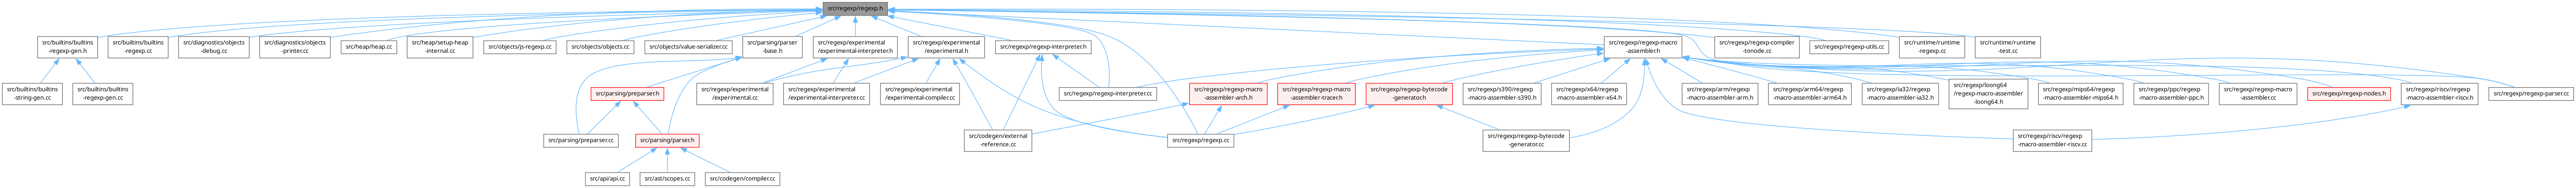 src/regexp/regexp.h
src/builtins/builtins
-regexp-gen.h
src/builtins/builtins
-regexp.cc
src/diagnostics/objects
-debug.cc
src/diagnostics/objects
-printer.cc
src/heap/heap.cc
src/heap/setup-heap
-internal.cc
src/objects/js-regexp.cc
src/objects/objects.cc
src/objects/value-serializer.cc
src/parsing/parser
-base.h
src/regexp/experimental
/experimental-interpreter.h
src/regexp/experimental
/experimental.h
src/regexp/regexp-interpreter.h
src/regexp/regexp-macro
-assembler.h
src/regexp/regexp-compiler
-tonode.cc
src/regexp/regexp-utils.cc
src/runtime/runtime
-regexp.cc
src/runtime/runtime
-test.cc
src/builtins/builtins
-string-gen.cc
src/builtins/builtins
-regexp-gen.cc
src/parsing/preparser.h
src/regexp/experimental
/experimental.cc
src/regexp/experimental
/experimental-interpreter.cc
src/regexp/experimental
/experimental-compiler.cc
src/regexp/regexp-interpreter.cc
src/regexp/regexp-macro
-assembler-arch.h
src/regexp/regexp-macro
-assembler-tracer.h
src/regexp/regexp-bytecode
-generator.h
src/regexp/s390/regexp
-macro-assembler-s390.h
src/regexp/x64/regexp
-macro-assembler-x64.h
src/regexp/arm/regexp
-macro-assembler-arm.h
src/regexp/arm64/regexp
-macro-assembler-arm64.h
src/regexp/ia32/regexp
-macro-assembler-ia32.h
src/regexp/loong64
/regexp-macro-assembler
-loong64.h
src/regexp/mips64/regexp
-macro-assembler-mips64.h
src/regexp/ppc/regexp
-macro-assembler-ppc.h
src/regexp/regexp-macro
-assembler.cc
src/regexp/regexp-nodes.h
src/regexp/riscv/regexp
-macro-assembler-riscv.h
src/regexp/regexp-parser.cc
src/parsing/preparser.cc
src/parsing/parser.h
src/codegen/external
-reference.cc
src/regexp/regexp.cc
src/regexp/regexp-bytecode
-generator.cc
src/regexp/riscv/regexp
-macro-assembler-riscv.cc
src/api/api.cc
src/ast/scopes.cc
src/codegen/compiler.cc